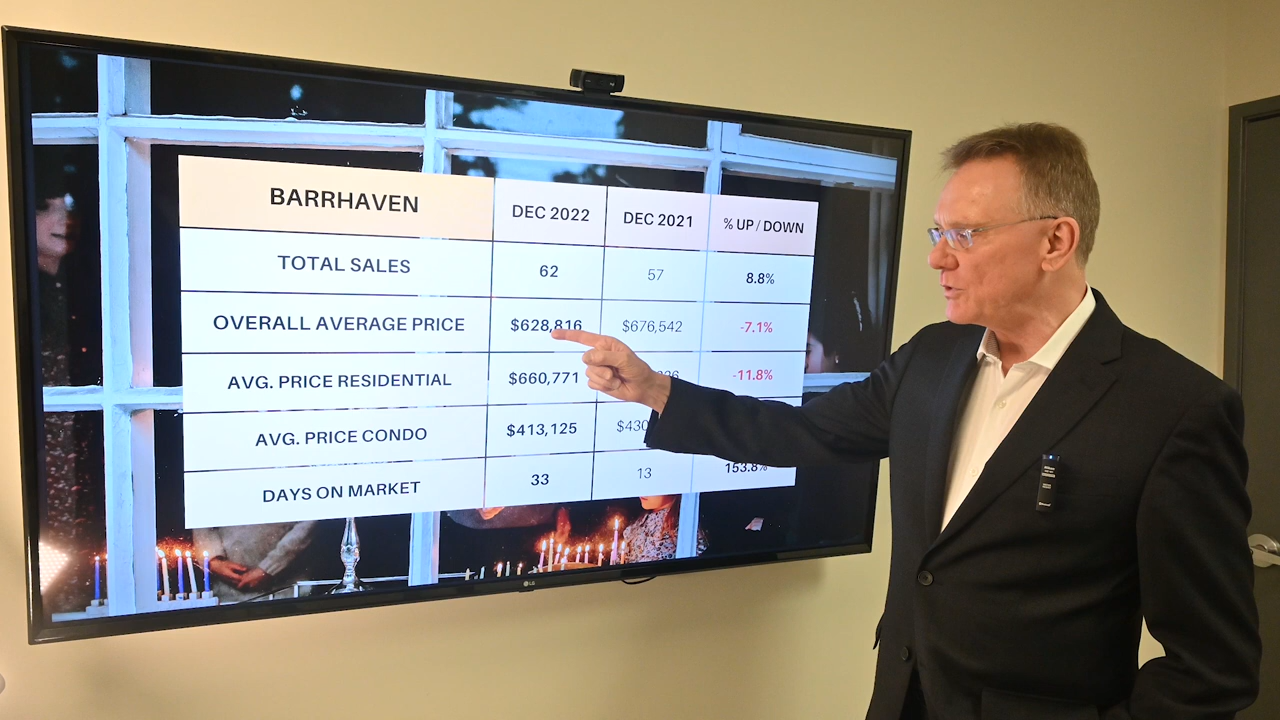 BARRHAVEN DEC 2022 DEC 2021 % UP / DOWN
TOTAL SALES 62 57 8.8%
OVERALL AVERAGE PRICE $628,816 $676,542 -7.1%
AVG. PRICE RESIDENTIAL $660,771 -11.8%
AVG. PRICE CONDO $413,125
DAYS ON MARKET 33 13 153.8%
LG